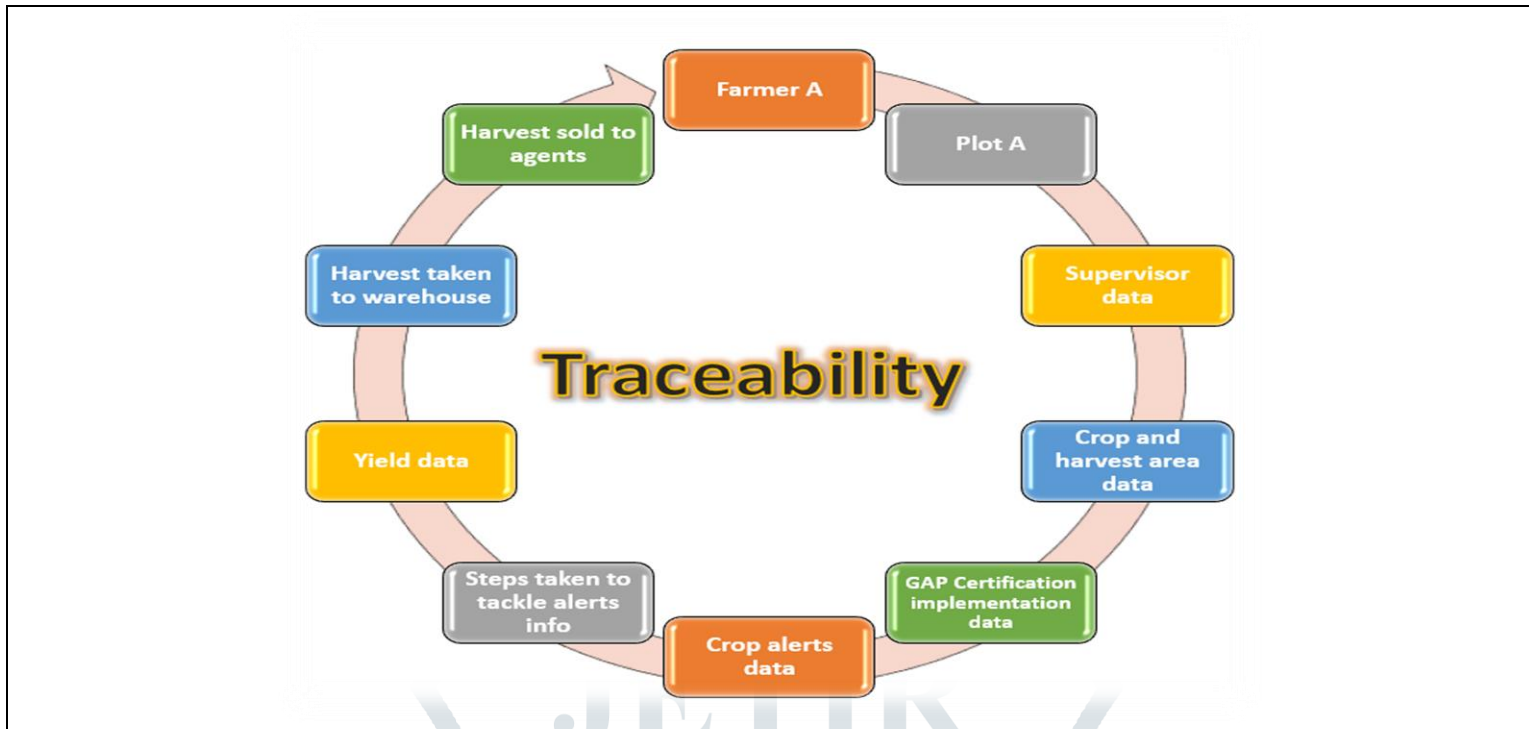 Farmer A
Plot A
Supervisor
data
Crop and
harvest area
data
GAP Certification
implementation
data
Crop alerts
data
Steps taken to
tackle alerts
info
Yield data
Harvest taken
to warehouse
Harvest sold to
agents
Traceability